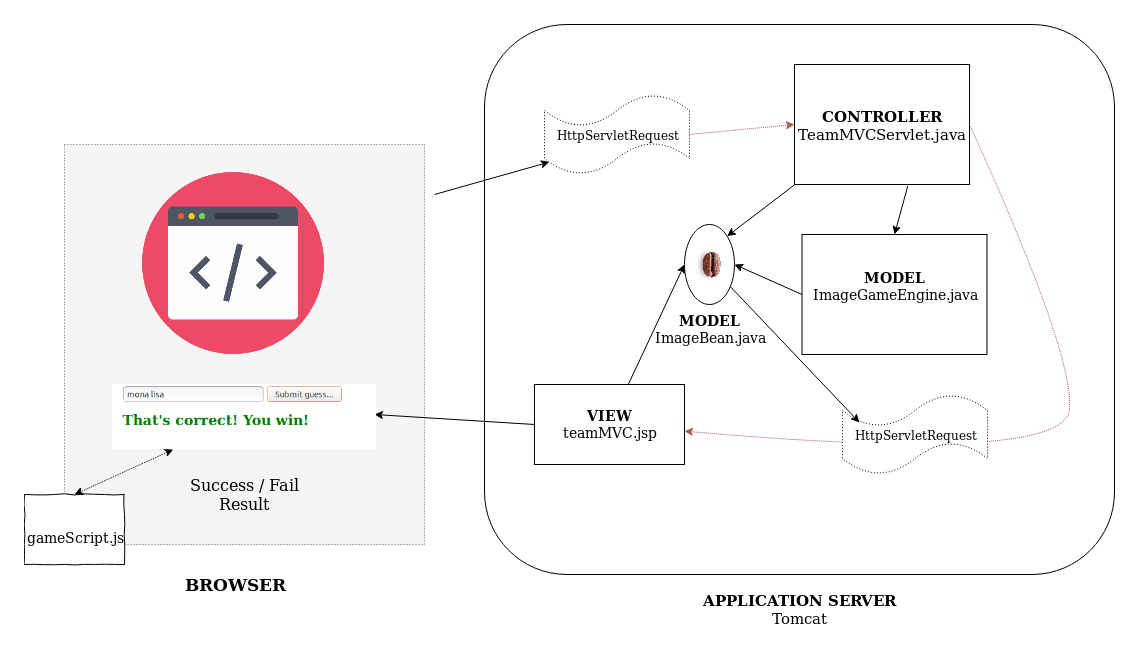 HttpServletRequest
CONTROLLER
TeamMVCServlet.java
MODEL
ImageGameEngine.java
MODEL
ImageBean.java
mona lisa
Submit guess...
That's correct! You win!
VIEW
teamMVC.jsp
HttpServletRequest
Success / Fail
Result
gameScript.js
BROWSER
APPLICATION SERVER
Tomcat